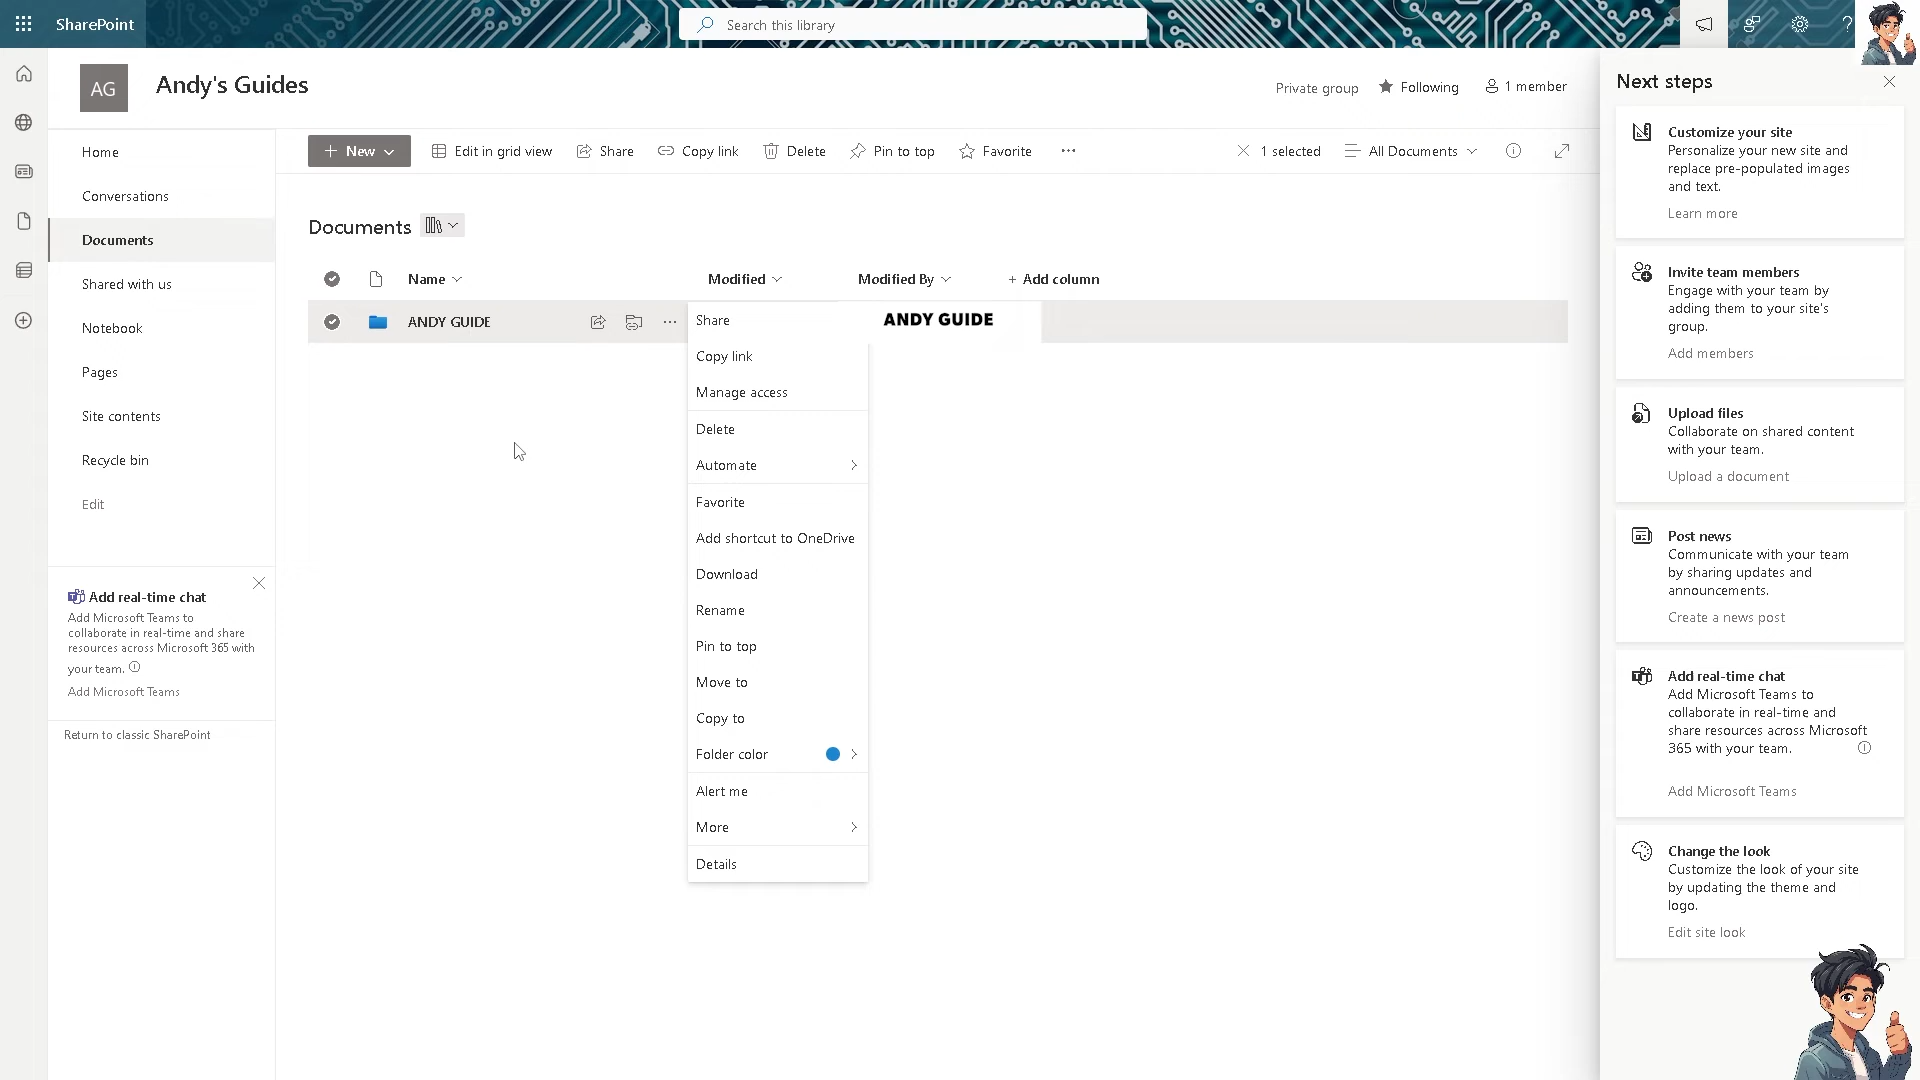 SharePoint
Search this library
?
AG
Andy's Guides
Private group
Following
1 member
Home
Conversations
Documents
Shared with us
Notebook
Pages
Site contents
Recycle bin
Edit
Add real-time chat
Add Microsoft Teams to
collaborate in real-time and share
resources across Microsoft 365 with
your team.
Add Microsoft Teams
Return to classic SharePoint
+ New
Edit in grid view
Share
Copy link
Delete
Pin to top
Favorite
...
1 selected
All Documents
Documents
Name
Modified
Modified By
+ Add column
ANDY GUIDE
...
ANDY GUIDE
Share
Copy link
Manage access
Delete
Automate
Favorite
Add shortcut to OneDrive
Download
Rename
Pin to top
Move to
Copy to
Folder color
Alert me
More
Details
Next steps
Customize your site
Personalize your new site and
replace pre-populated images
and text.
Learn more
Invite team members
Engage with your team by
adding them to your site's
group.
Add members
Upload files
Collaborate on shared content
with your team.
Upload a document
Post news
Communicate with your team
by sharing updates and
announcements.
Create a news post
Add real-time chat
Add Microsoft Teams to
collaborate in real-time and
share resources across Microsoft
365 with your team.
Add Microsoft Teams
Change the look
Customize the look of your site
by updating the theme and
logo.
Edit site look